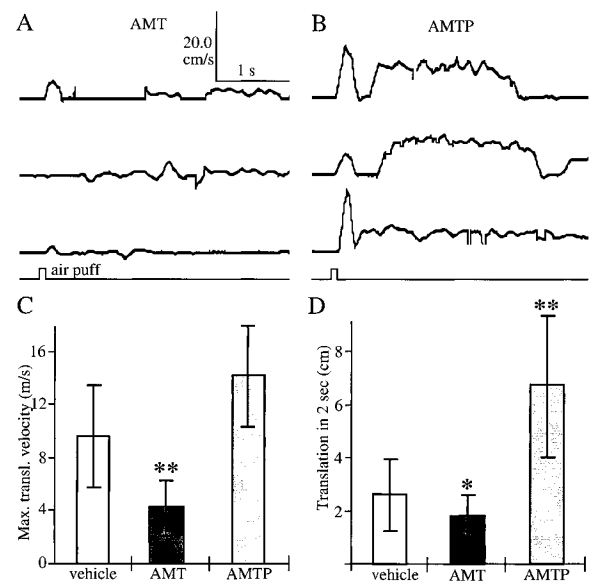 A
AMT
20.0
cm/s
1 s
B
AMTP
air puff
C
Max. transl. velocity (m/s)
16
12
8
4
0
**
vehicle
AMT
AMTP
D
Translation in 2 sec (cm)
8
6
4
2
*
**
vehicle
AMT
AMTP